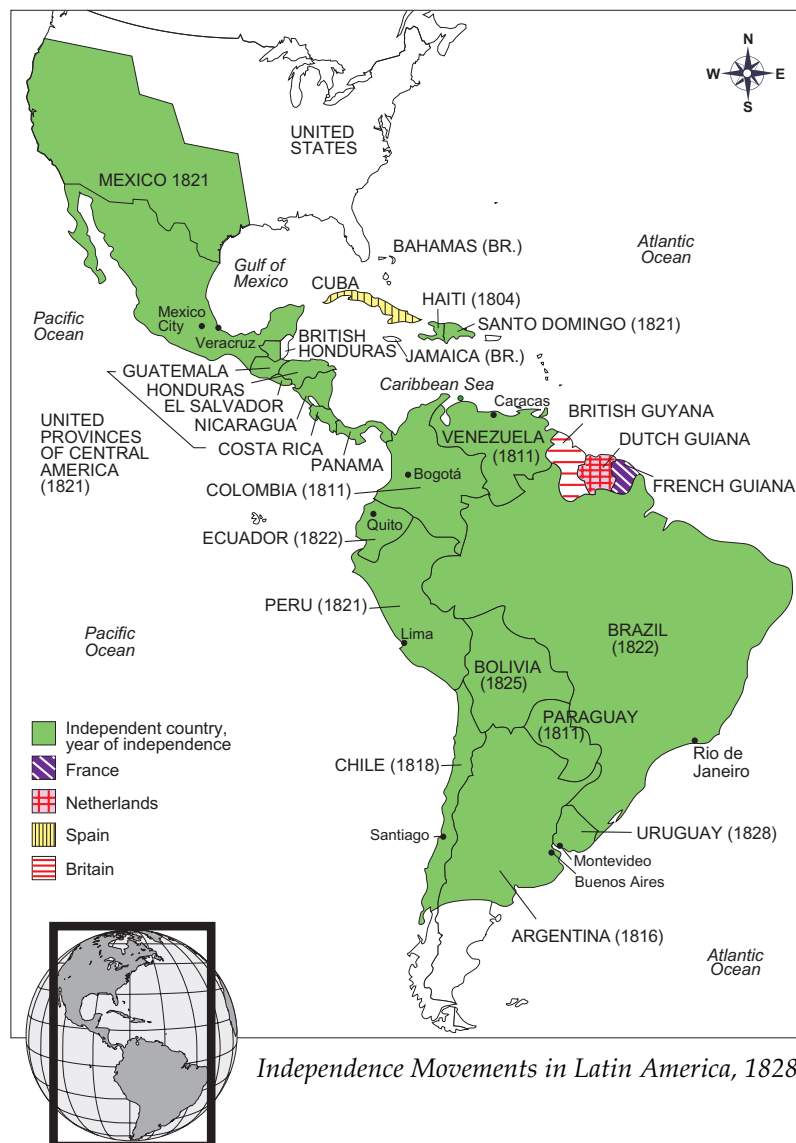 N
W E
S
UNITED
STATES
MEXICO 1821
BAHAMAS (BR.)
Atlantic
Ocean
Gulf of
Mexico
CUBA
HAITI (1804)
Pacific
Ocean
Mexico
City
Veracruz
SANTO DOMINGO (1821)
BRITISH
HONDURAS
JAMAICA (BR.)
GUATEMALA
HONDURAS
EL SALVADOR
NICARAGUA
COSTA RICA
PANAMA
UNITED
PROVINCES
OF CENTRAL
AMERICA
(1821)
Caribbean Sea
Caracas
BRITISH GUYANA
VENEZUELA
(1811)
DUTCH GUIANA
FRENCH GUIANA
Bogotá
COLOMBIA (1811)
Quito
ECUADOR (1822)
PERU (1821)
Lima
Pacific
Ocean
BRAZIL
(1822)
BOLIVIA
(1825)
PARAGUAY
(1811)
Rio de
Janeiro
CHILE (1818)
Santiago
URUGUAY (1828)
Montevideo
Buenos Aires
ARGENTINA (1816)
Atlantic
Ocean
Independent country,
year of independence
France
Netherlands
Spain
Britain
Independence Movements in Latin America, 1828